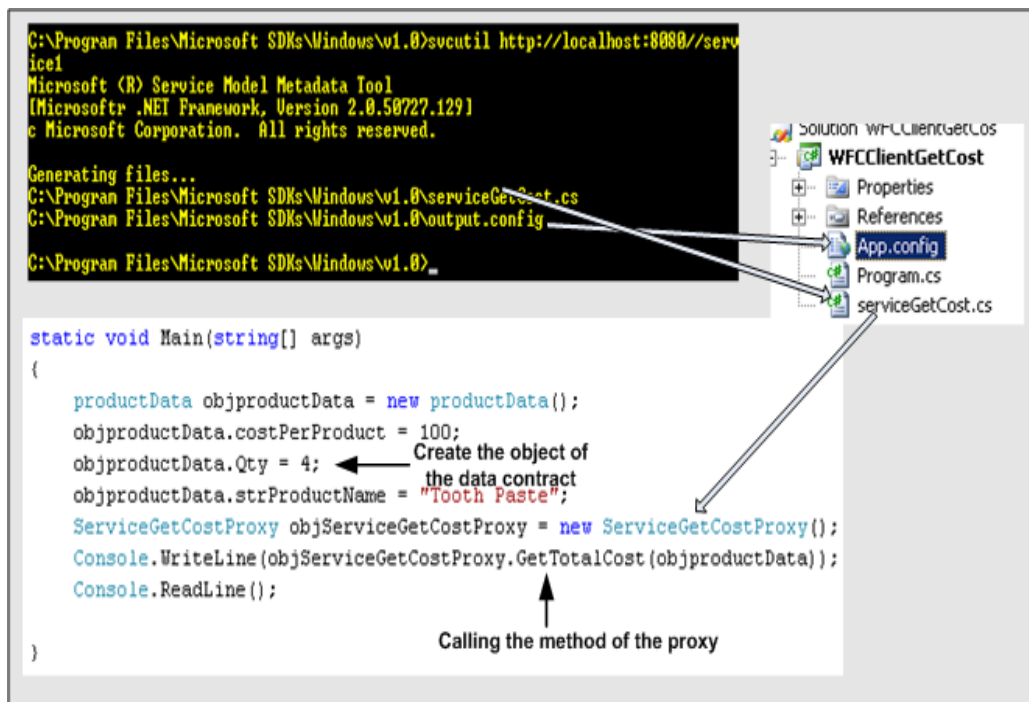 C:\Program Files\Microsoft SDKs\Windows\v1.0>svcutil http://localhost:8080//serv
ice1
Microsoft (R) Service Model Metadata Tool
[Microsoftr .NET Framework, Version 2.0.50727.129]
c Microsoft Corporation.  All rights reserved.
Generating files...
C:\Program Files\Microsoft SDKs\Windows\v1.0\serviceGetCost.cs
C:\Program Files\Microsoft SDKs\Windows\v1.0\output.config
C:\Program Files\Microsoft SDKs\Windows\v1.0>_
Solution 'WFCClientGetCos
WFCClientGetCost
Properties
References
App.config
Program.cs
serviceGetCost.cs
static void Main(string[] args)
{
productData objproductData = new productData();
objproductData.costPerProduct = 100;
objproductData.Qty = 4;
Create the object of
the data contract
objproductData.strProductName = "Tooth Paste";
ServiceGetCostProxy objServiceGetCostProxy = new ServiceGetCostProxy();
Console.WriteLine(objServiceGetCostProxy.GetTotalCost(objproductData));
Console.ReadLine();
Calling the method of the proxy
}